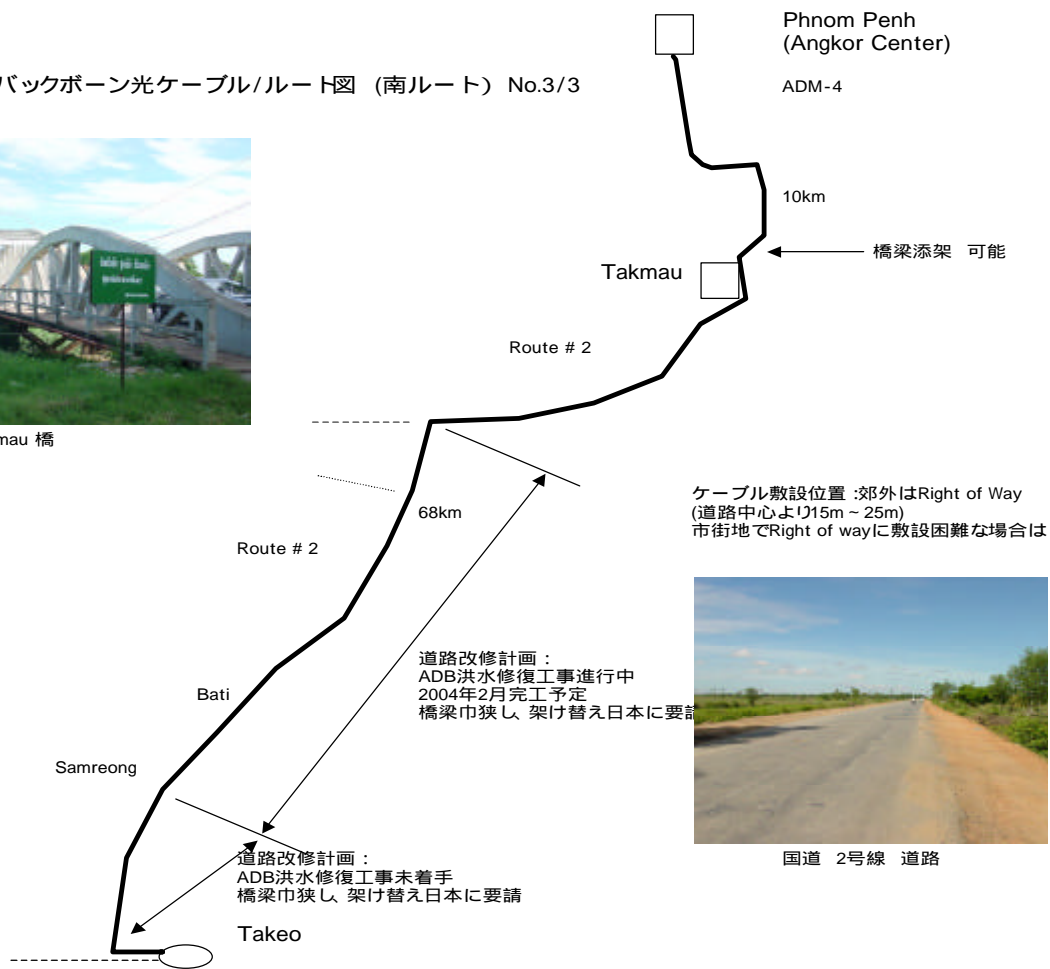 Phnom Penh
(Angkor Center)
ADM-4
バックボーン光ケーブル/ルート図 (南ルート) No.3/3
10km
橋梁添架 可能
Takmau
Route # 2
mau 橋
68km
Route # 2
ケーブル敷設位置 :郊外はRight of Way
(道路中心より15m ~ 25m)
市街地でRight of wayに敷設困難な場合は
道路改修計画 :
ADB洪水修復工事進行中
2004年2月完工予定
橋梁巾狭し、架け替え日本に要請
Bati
Samreong
国道 2号線 道路
道路改修計画 :
ADB洪水修復工事未着手
橋梁巾狭し、架け替え日本に要請
Takeo